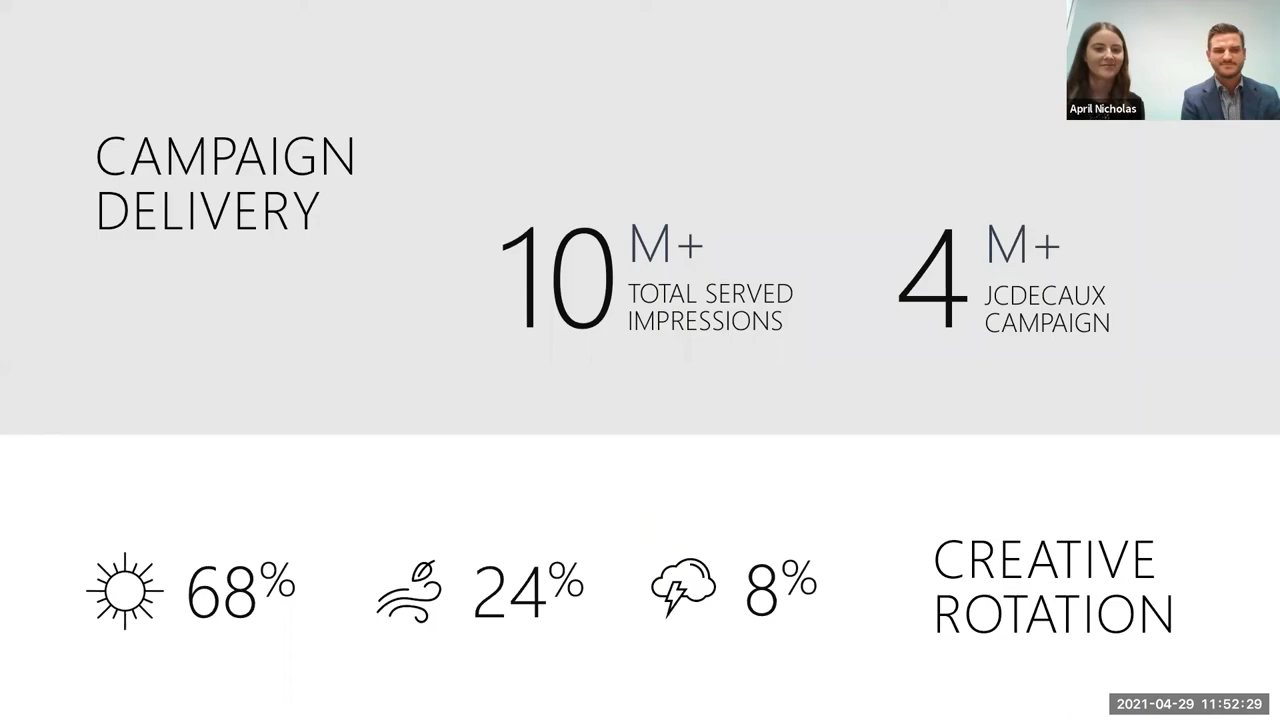 April Nicholas
CAMPAIGN
DELIVERY
10 M+
TOTAL SERVED
IMPRESSIONS
4 M+
JCDECAUX
CAMPAIGN
68%
24%
8%
CREATIVE
ROTATION
2021-04-29 11:52:29